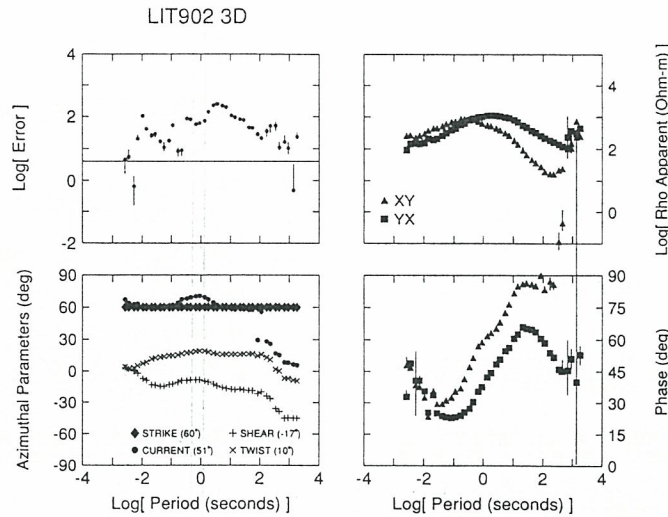 LIT902 3D
4
2
0
-2
Log[ Error ]
4
2
0
Log[ Rho Apparent (Ohm-m) ]
XY
YX
90
60
30
0
-30
-60
-90
Azimuthal Parameters (deg)
STRIKE (60°) SHEAR (-17°)
CURRENT (51°) TWIST (10°)
-4 -2 0 2 4
Log[ Period (seconds) ]
90
75
60
45
30
15
0
Phase (deg)
-4 -2 0 2 4
Log[ Period (seconds) ]